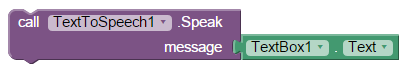 call TextToSpeech1 .Speak
message TextBox1 . Text